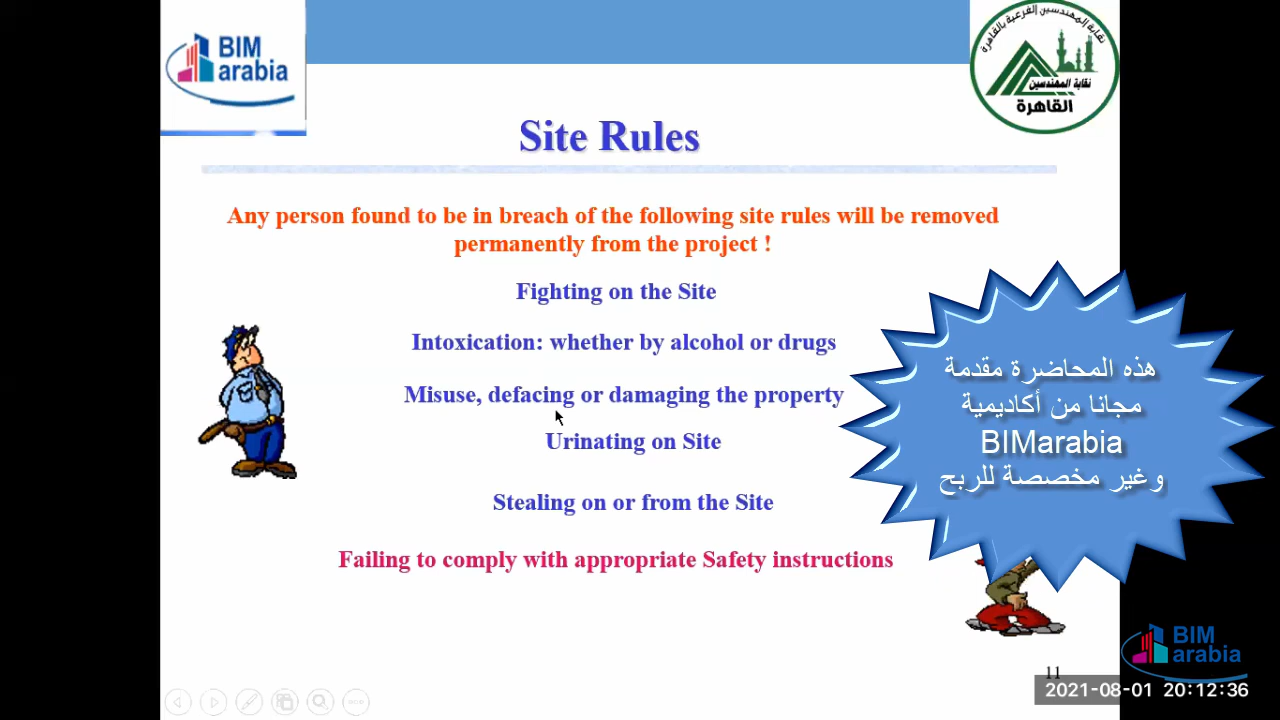 BIM
arabia
نقابة المهندسين الفرعية بالقاهرة
نقابة المهندسين
القاهرة
Site Rules
Any person found to be in breach of the following site rules will be removed
permanently from the project !
Fighting on the Site
Intoxication: whether by alcohol or drugs
Misuse, defacing or damaging the property
Urinating on Site
Stealing on or from the Site
Failing to comply with appropriate Safety instructions
هذه المحاضرة مقدمة
مجانا من أكاديمية
BIMarabia
وغير مخصصة للربح
BIM
arabia
11
2021-08-01 20:12:36